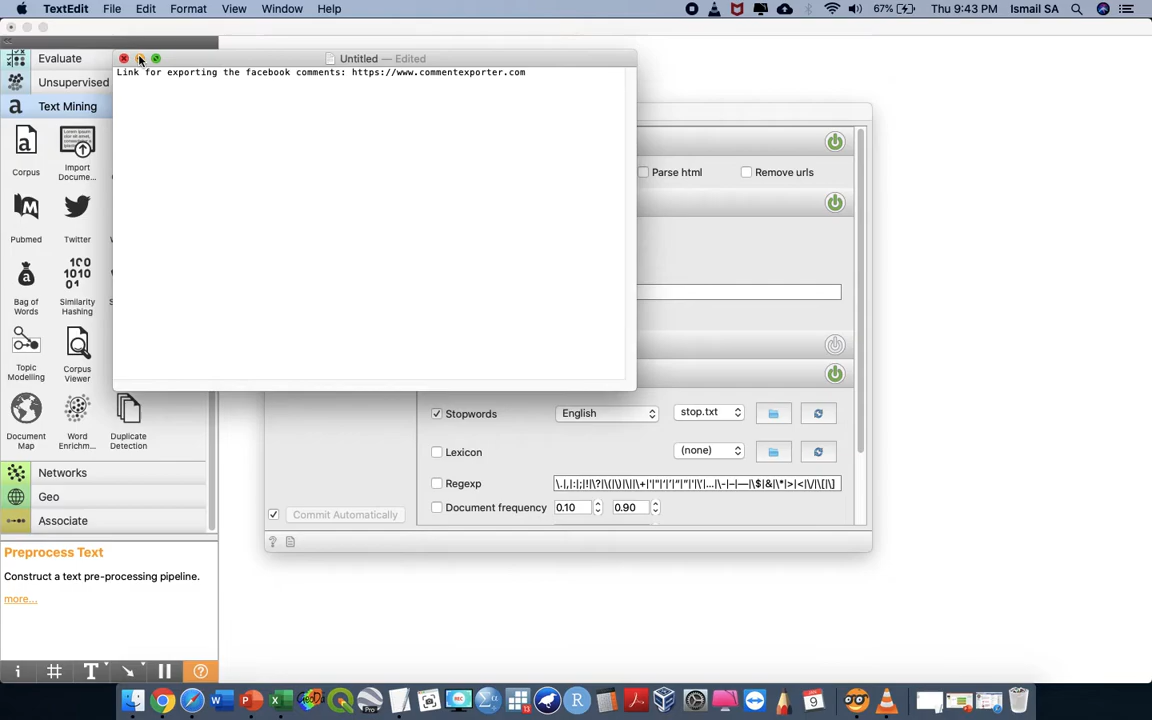 TextEdit File Edit Format View Window Help 67% Thu 9:43 PM Ismail SA
Untitled — Edited
Link for exporting the facebook comments: https://www.commentexporter.com
Evaluate
Unsupervised
Text Mining
Corpus
Import Docume...
Pubmed
Twitter
Bag of Words
Similarity Hashing
Topic Modelling
Corpus Viewer
Document Map
Word Enrichm...
Duplicate Detection
Networks
Geo
Associate
Preprocess Text
Construct a text pre-processing pipeline.
more...
Parse html Remove urls
Stopwords English stop.txt
Lexicon (none)
Regexp
Document frequency 0.10 0.90
Commit Automatically